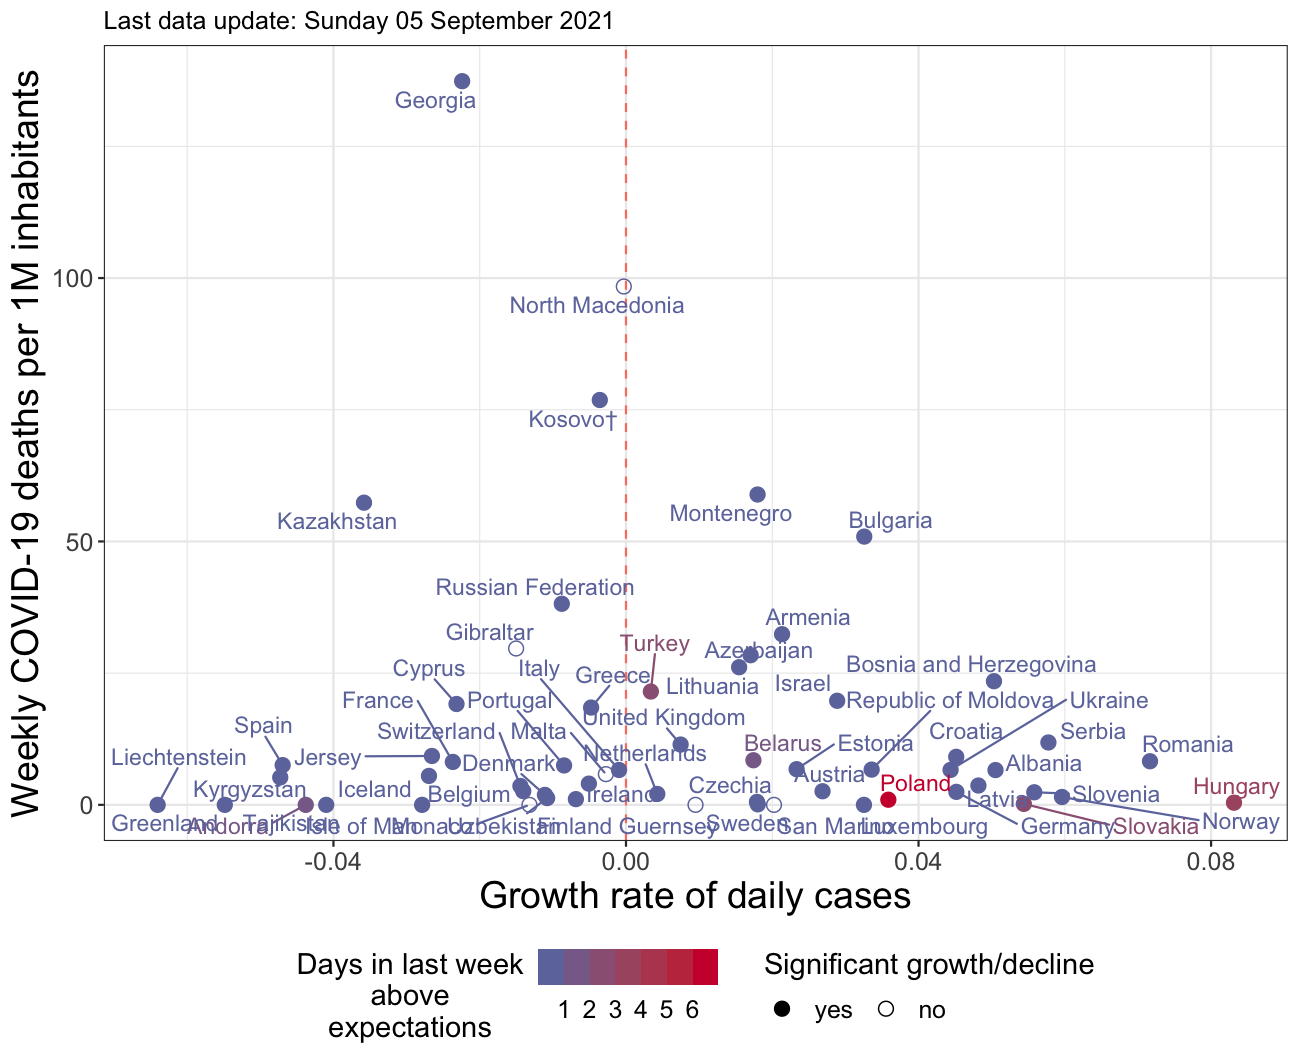 Last data update: Sunday 05 September 2021
Weekly COVID-19 deaths per 1M inhabitants
Georgia
100
North Macedonia
Kosovo†
Kazakhstan
Montenegro
Bulgaria
50
Russian Federation
Armenia
Gibraltar
Turkey
Azerbaijan
Cyprus
Italy
Greece
Lithuania
Israel
Bosnia and Herzegovina
France
Portugal
Republic of Moldova
Ukraine
Spain
Switzerland
Malta
United Kingdom
Croatia
Serbia
Liechtenstein
Jersey
Denmark
Netherlands
Belarus
Estonia
Albania
Romania
Kyrgyzstan
Iceland
Belgium
Ireland
Czechia
Austria
Poland
Latvia
Slovenia
Hungary
0
Greenland
Andorra
Tajikistan
Isle of Man
Monaco
Uzbekistan
Finland
Guernsey
Sweden
San Marino
Luxembourg
Germany
Slovakia
Norway
-0.04
0.00
0.04
0.08
Growth rate of daily cases
Days in last week
above
expectations
1 2 3 4 5 6
Significant growth/decline
yes
no